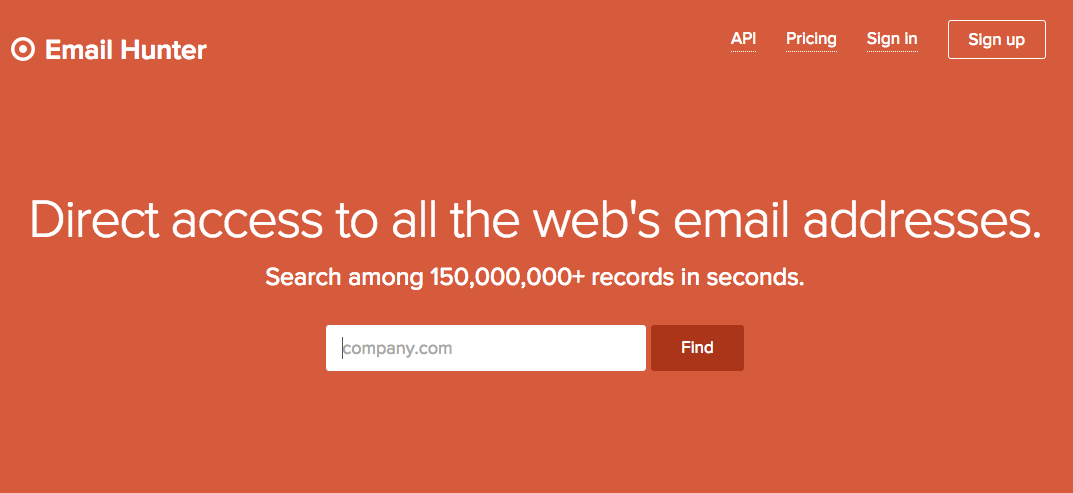 Email Hunter
API
Pricing
Sign in
Sign up
Direct access to all the web's email addresses.
Search among 150,000,000+ records in seconds.
company.com
Find